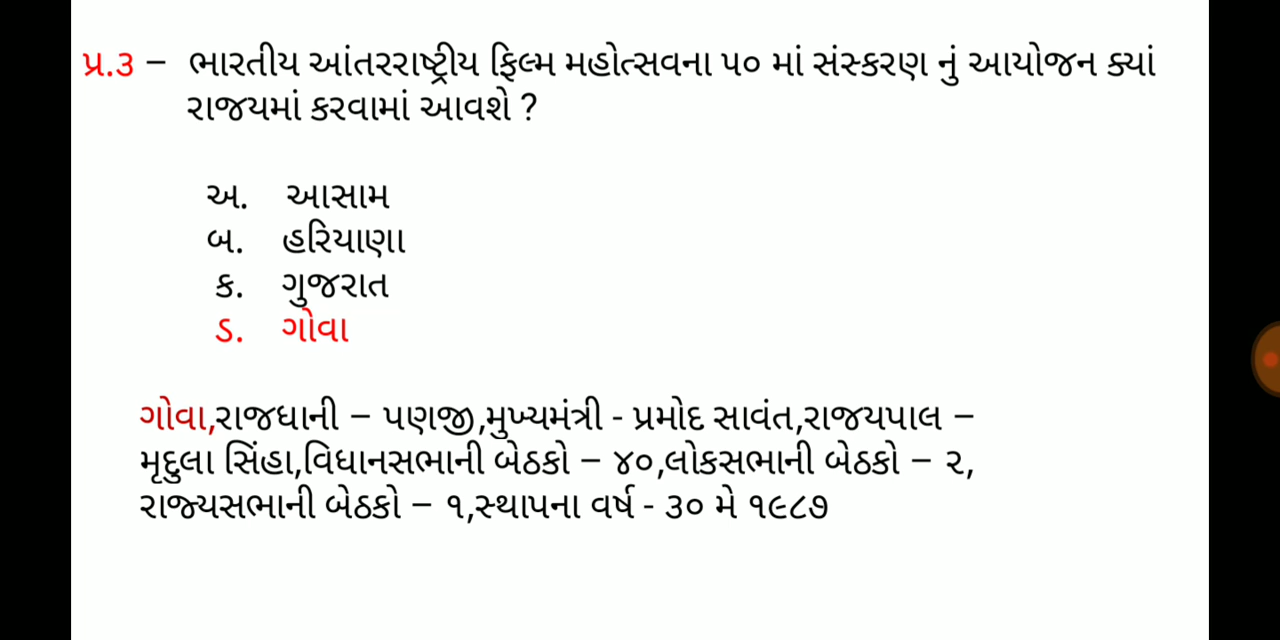 પ્ર.૩ – ભારતીય આંતરરાષ્ટ્રીય ફિલ્મ મહોત્સવના ૫૦ માં સંસ્કરણ નું આયોજન ક્યાં
રાજયમાં કરવામાં આવશે ?
અ. આસામ
બ. હરિયાણા
ક. ગુજરાત
ડ. ગોવા
ગોવા,રાજધાની – પણજી,મુખ્યમંત્રી - પ્રમોદ સાવંત,રાજયપાલ –
મૃદુલા સિંહા,વિધાનસભાની બેઠકો – ૪૦,લોકસભાની બેઠકો – ૨,
રાજ્યસભાની બેઠકો – ૧,સ્થાપના વર્ષ - ૩૦ મે ૧૯૮૭